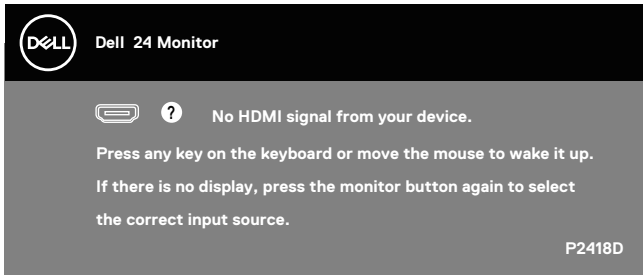 DELL
Dell 24 Monitor
? No HDMI signal from your device.
Press any key on the keyboard or move the mouse to wake it up.
If there is no display, press the monitor button again to select
the correct input source.
P2418D